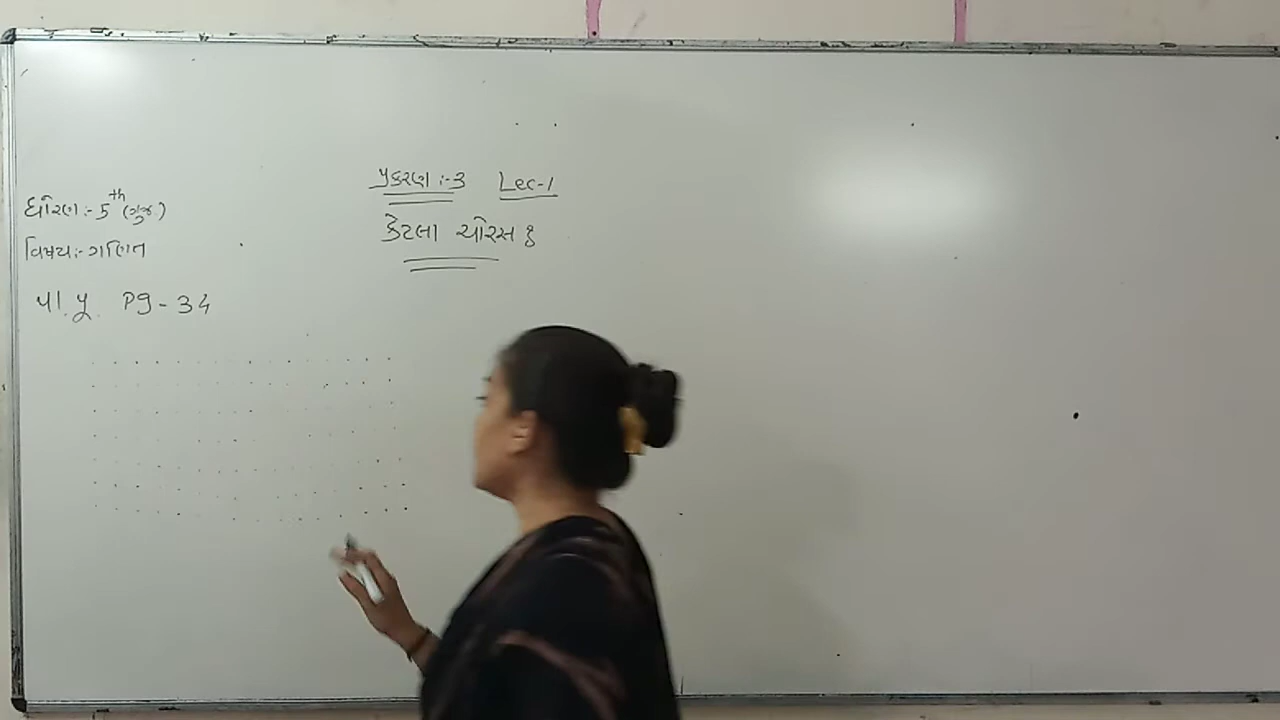 પ્રકરણ :- 3 Lec-1
કેટલા ચોરસ ?
ધોરણ :- 5th (ગુજ.)
વિષય :- ગણિત
પા. પુ. Pg - 34